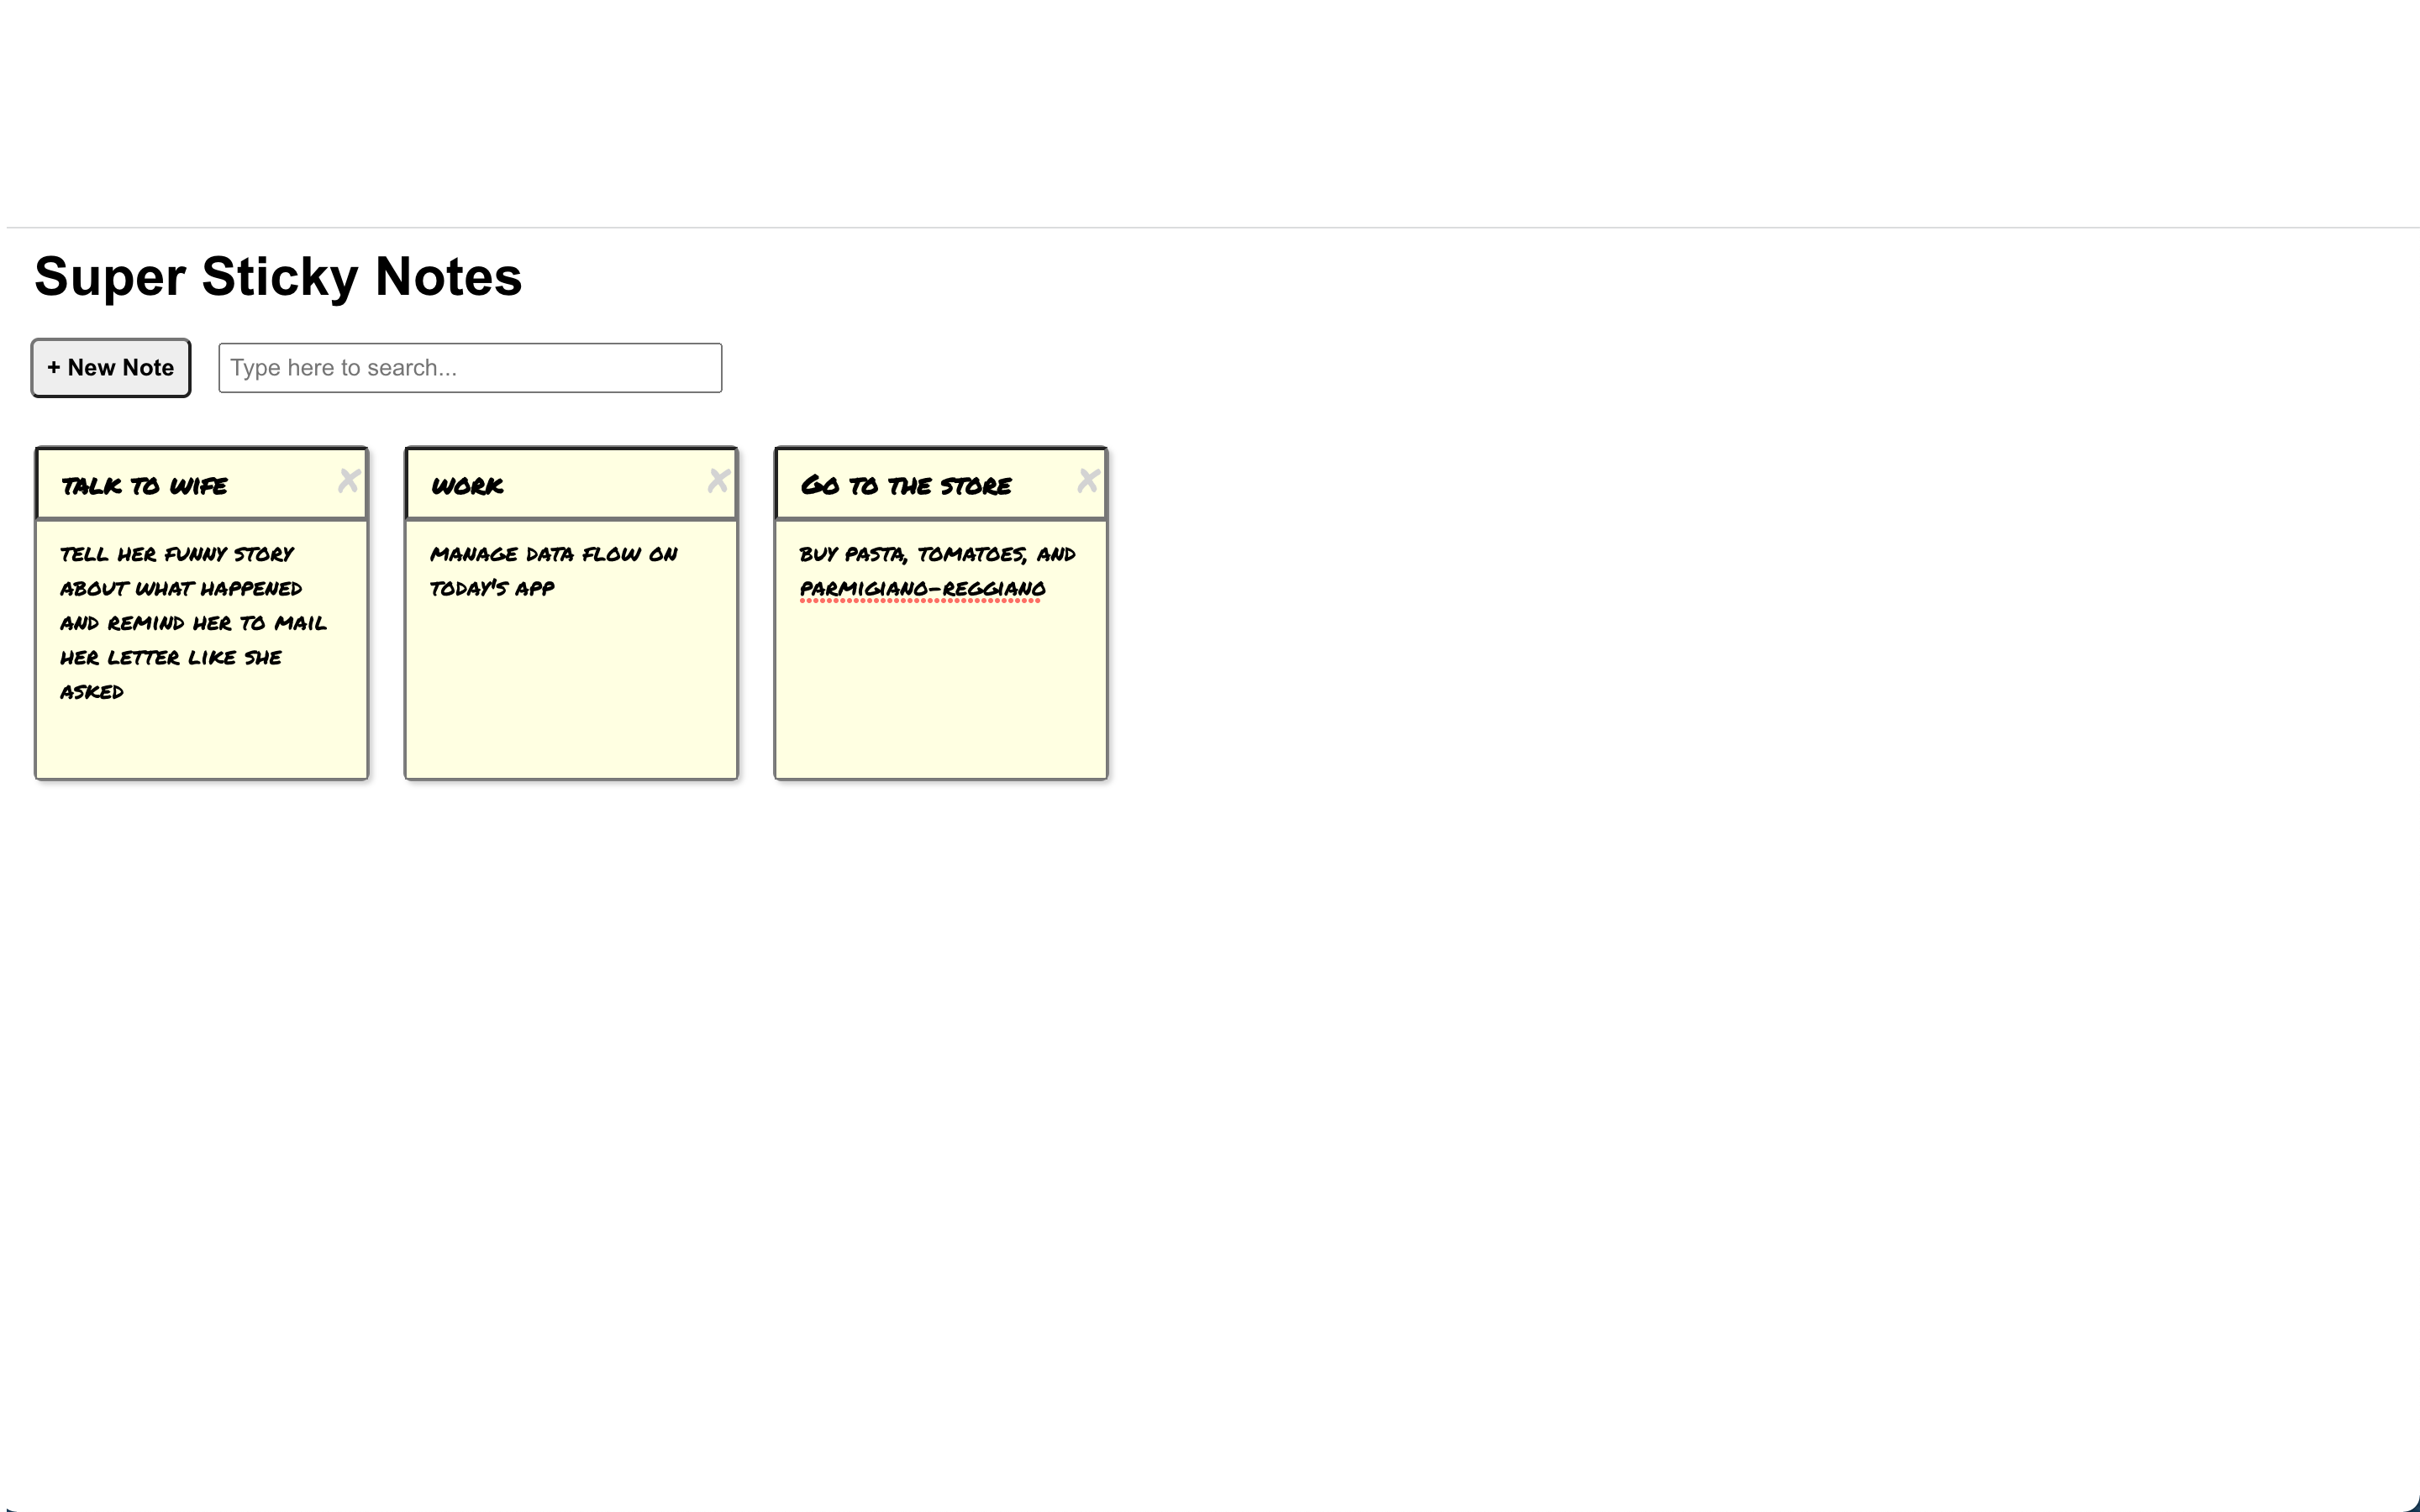 Super Sticky Notes
+ New Note
Type here to search...
TALK TO WIFE
WORK
GO TO THE STORE
TELL HER FUNNY STORY
ABOUT WHAT HAPPENED
AND REMIND HER TO MAIL
HER LETTER LIKE SHE
ASKED
MANAGE DATA FLOW ON
TODAY'S APP
BUY PASTA, TOMATOES, AND
PARMIGIANO-REGGIANO